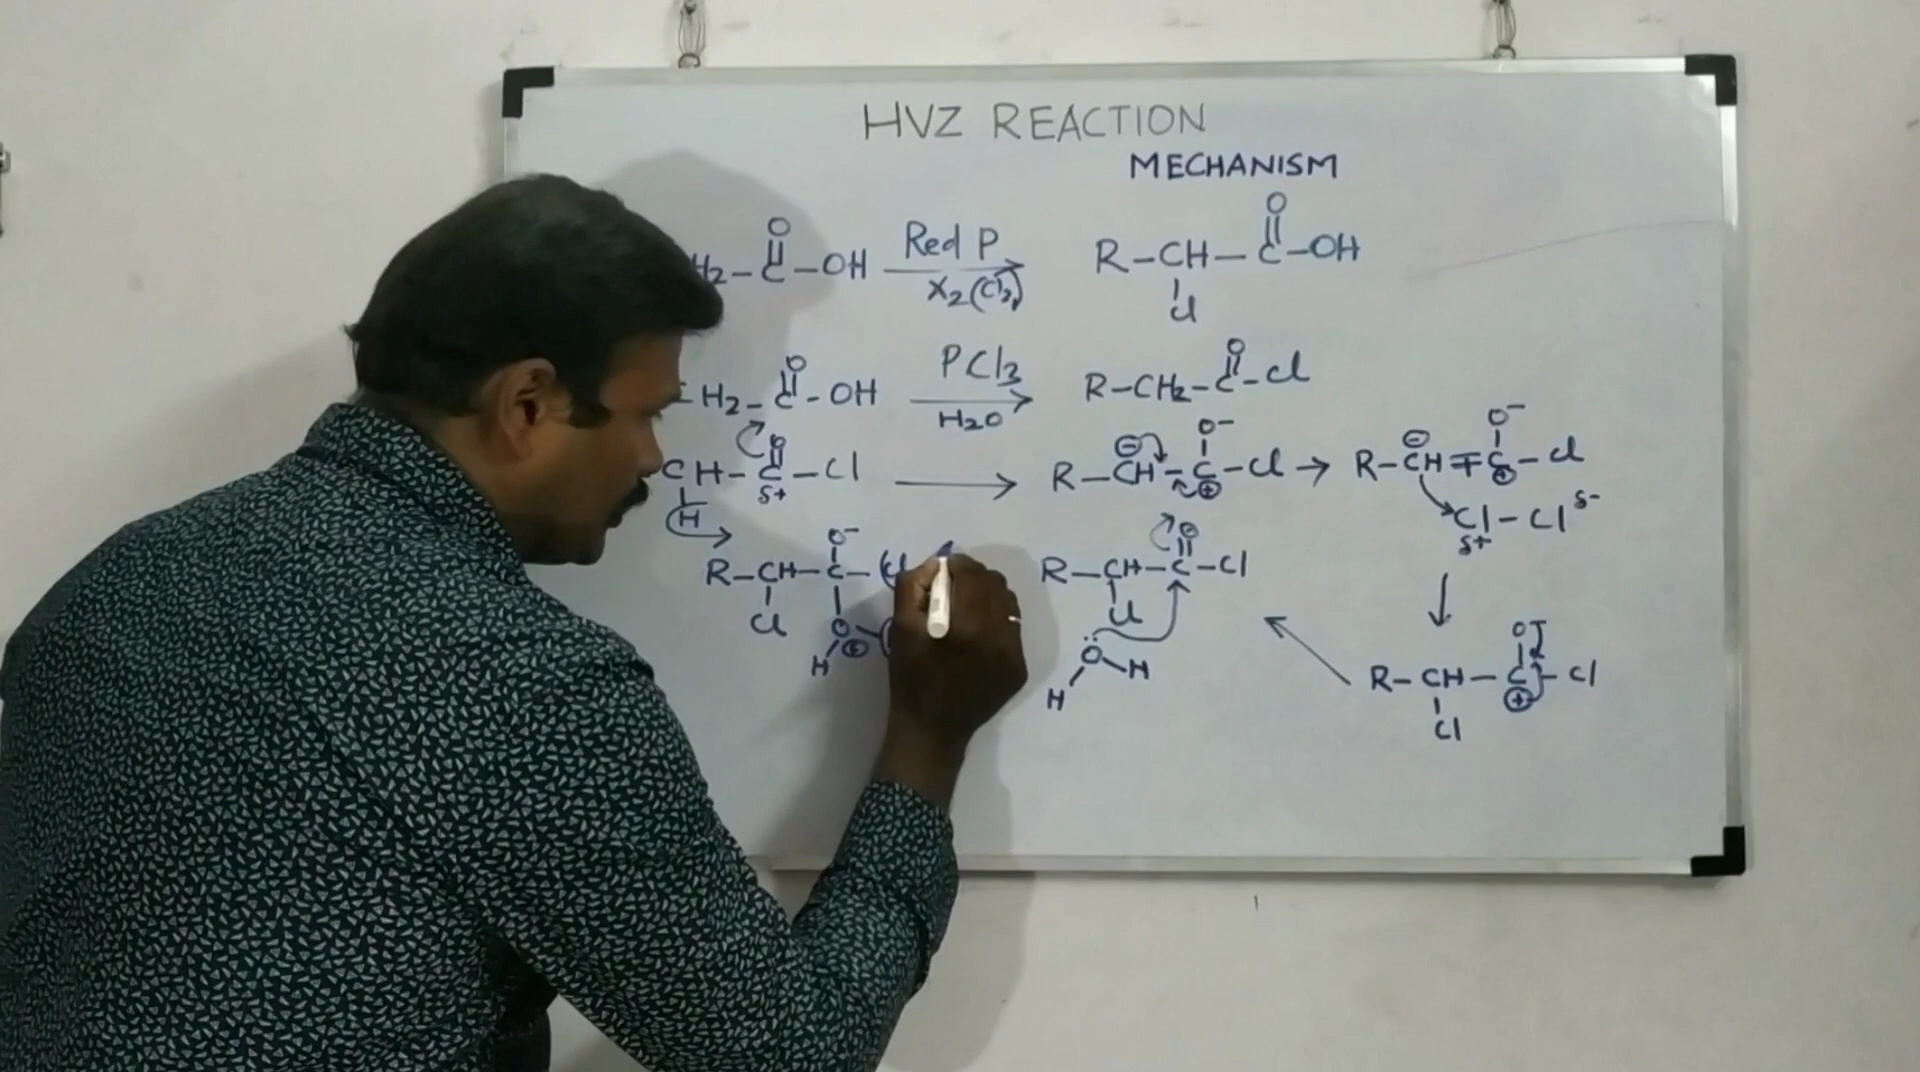 HVZ REACTION
MECHANISM
H2-C(=O)-OH Red P / X2(Cl2) → R-CH(Cl)-C(=O)-OH
-H2-C(=O)-OH PCl3 / H2O → R-CH2-C(=O)-Cl
CH(H)-C(=O)-Cl δ+ → R-CH⊖-C⊕(O-)-Cl → R-CH⊖=C⊕(O-)-Cl
Cl-Cl δ+ δ-
R-CH(Cl)-C(O-)-Cl R-CH(Cl)-C(=O)-Cl
O⊕ H
H-O-H
R-CH(Cl)-C⊕(O-)-Cl